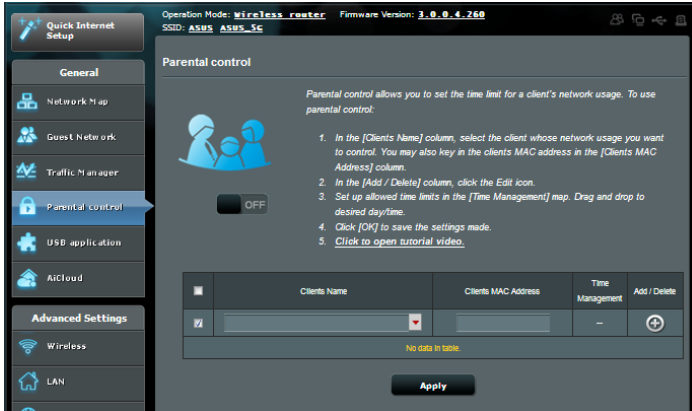 Quick Internet
Setup
Operation Mode: Wireless router Firmware Version: 3.0.0.4.260
SSID: ASUS ASUS_5G
General
Network Map
Guest Network
Traffic Manager
Parental control
USB application
AiCloud
Advanced Settings
Wireless
LAN
Parental control
Parental control allows you to set the time limit for a client's network usage. To use
parental control:
1. In the [Clients Name] column, select the client whose network usage you want
to control. You may also key in the clients MAC address in the [Clients MAC
Address] column.
2. In the [Add / Delete] column, click the Edit icon.
3. Set up allowed time limits in the [Time Management] map. Drag and drop to
desired day/time.
4. Click [OK] to save the settings made.
5. Click to open tutorial video.
OFF
Clients Name
Clients MAC Address
Time
Management
Add / Delete
–
No data in table.
Apply